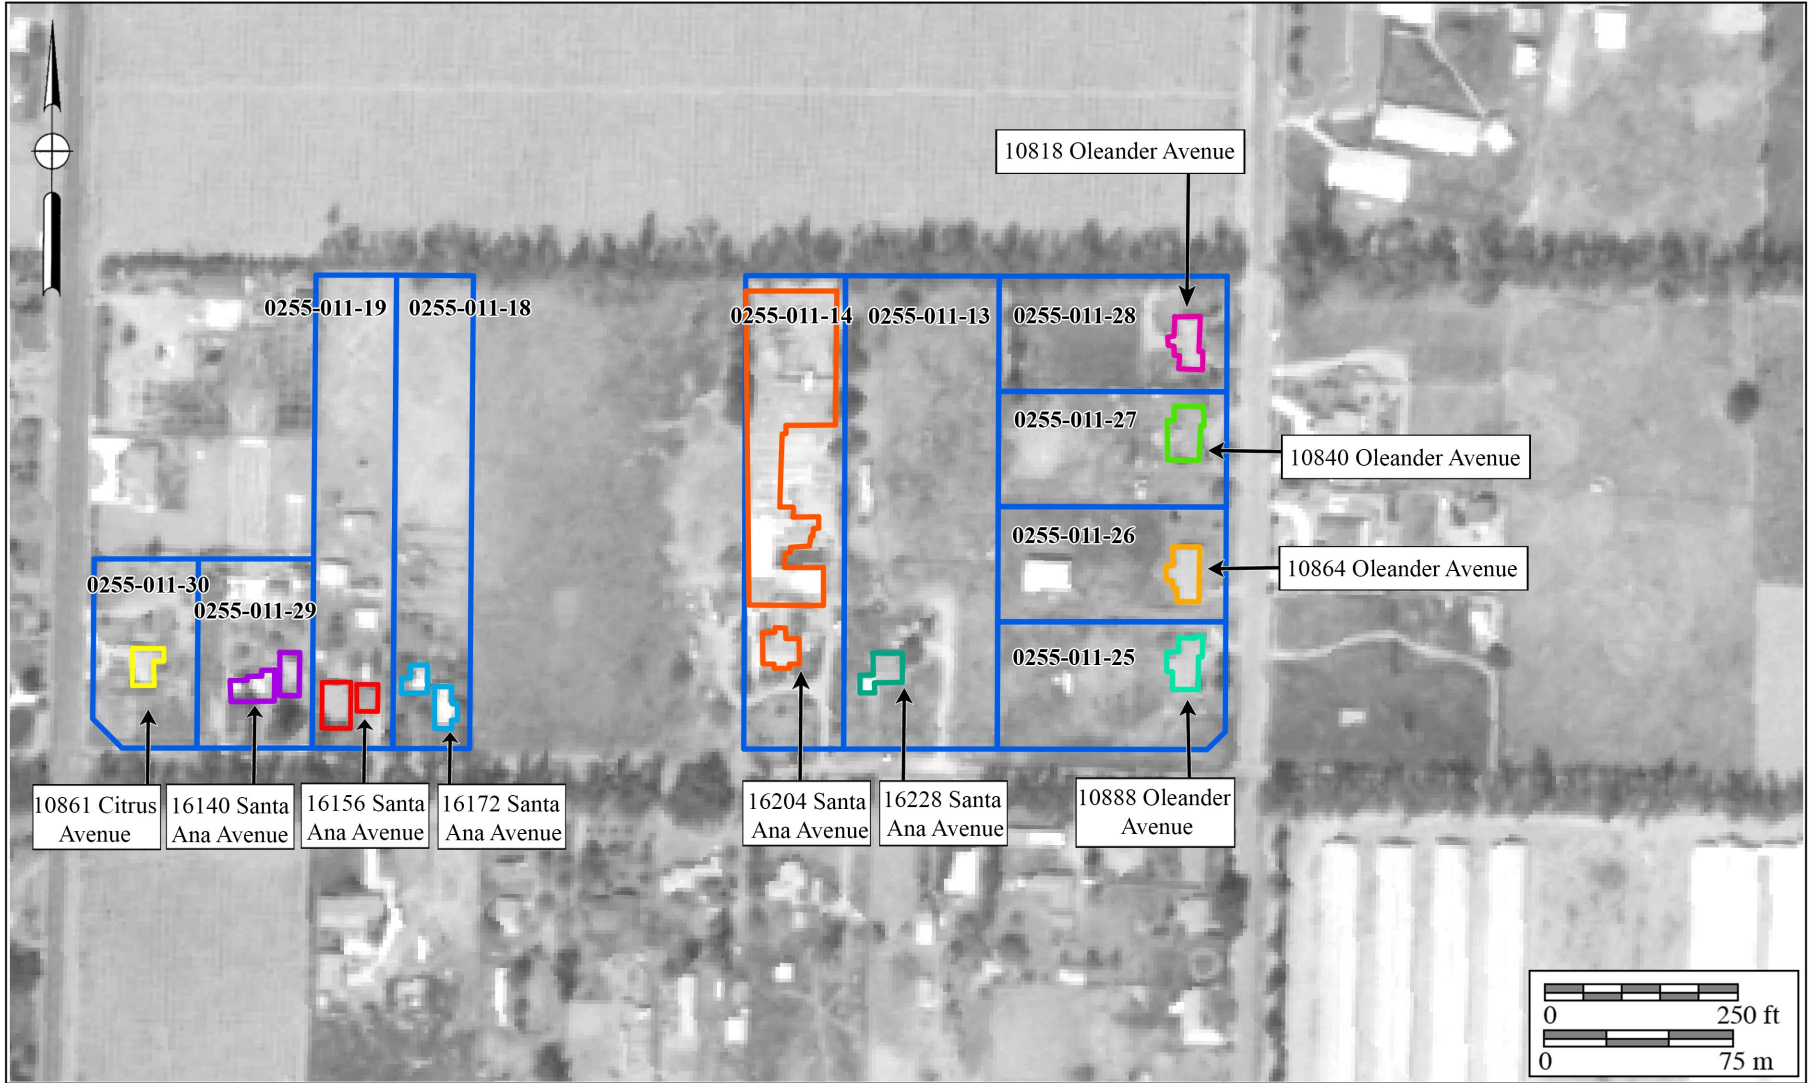 10818 Oleander Avenue
0255-011-19
0255-011-18
0255-011-14
0255-011-13
0255-011-28
0255-011-27
10840 Oleander Avenue
0255-011-26
10864 Oleander Avenue
0255-011-30
0255-011-29
0255-011-25
10861 Citrus
Avenue
16140 Santa
Ana Avenue
16156 Santa
Ana Avenue
16172 Santa
Ana Avenue
16204 Santa
Ana Avenue
16228 Santa
Ana Avenue
10888 Oleander
Avenue
0 250 ft
0 75 m